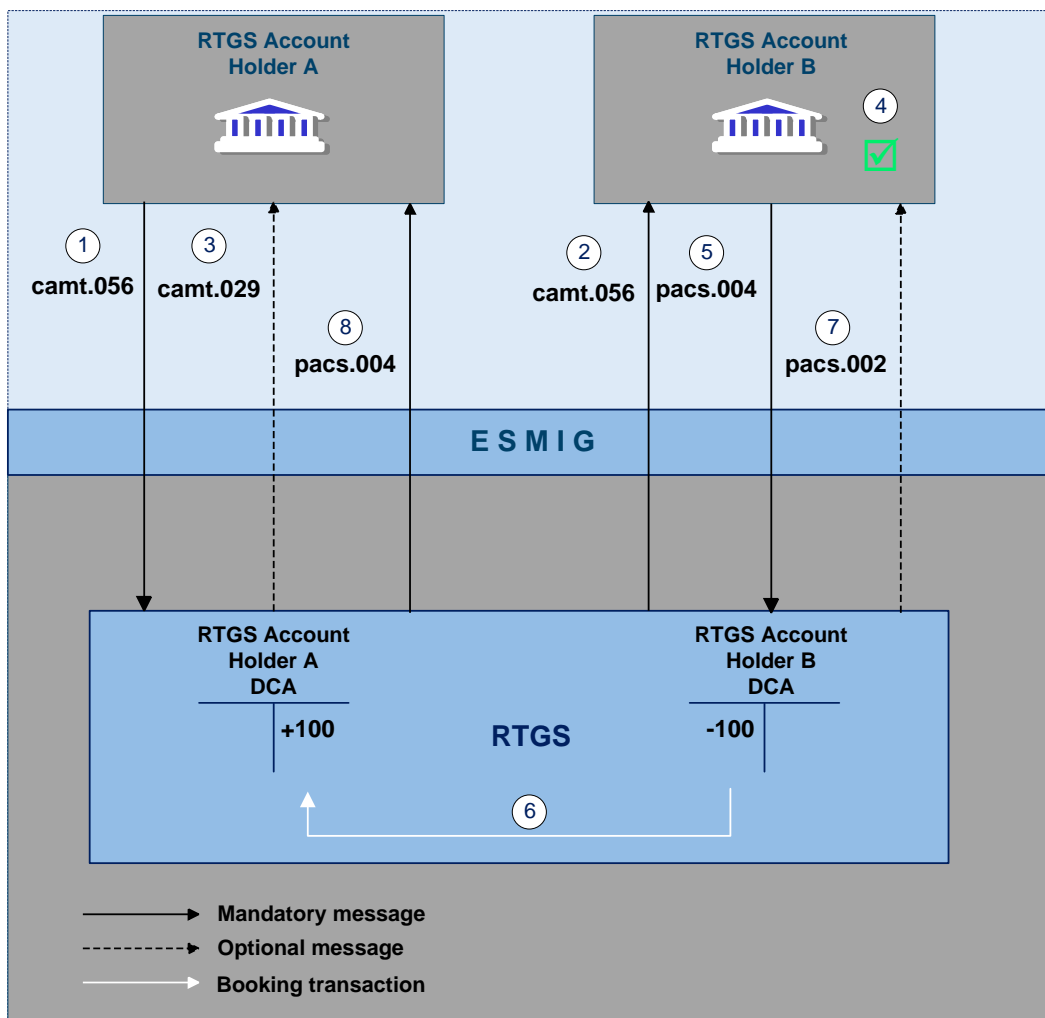 RTGS Account
Holder A
RTGS Account
Holder B
4
1
3
2
5
camt.056
camt.029
camt.056
pacs.004
8
7
pacs.004
pacs.002
E S M I G
RTGS Account
Holder A
DCA
RTGS Account
Holder B
DCA
+100
RTGS
-100
6
Mandatory message
Optional message
Booking transaction